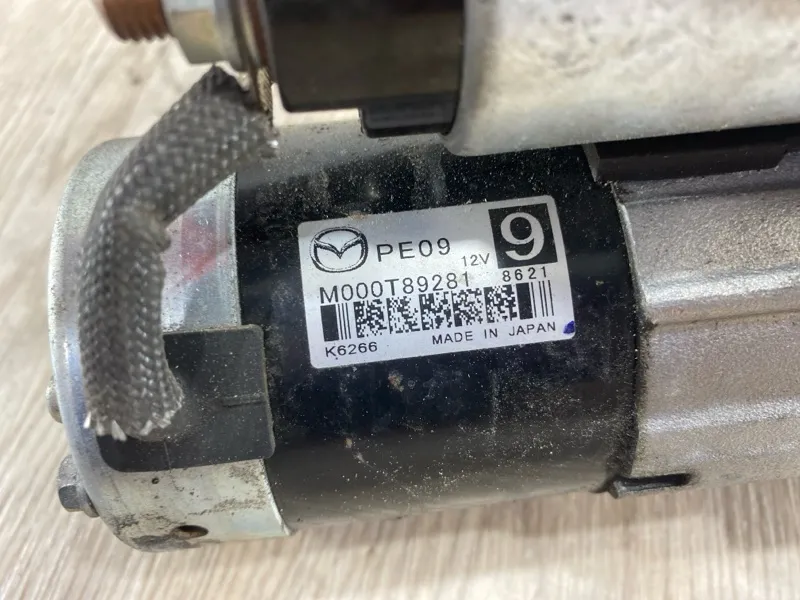 PE09 12V 9
M000T89281 8621
K6266 MADE IN JAPAN